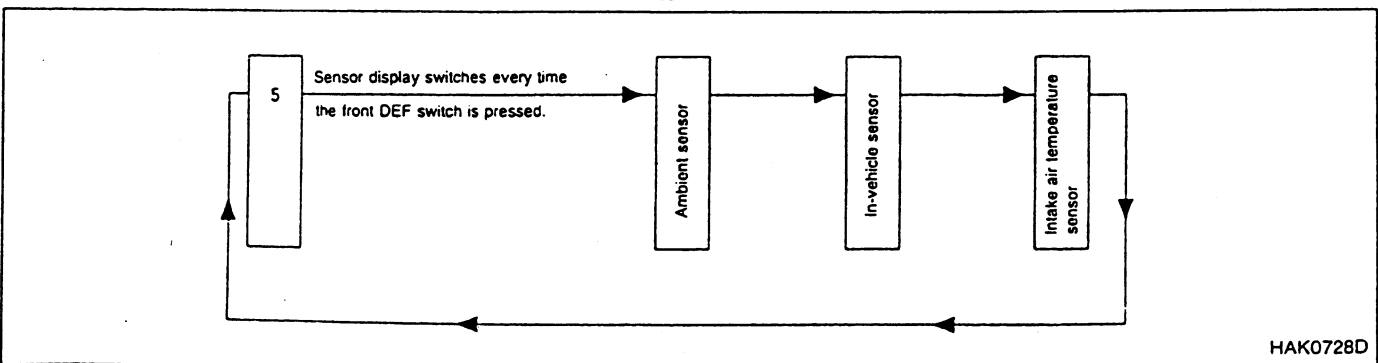 5
Sensor display switches every time
the front DEF switch is pressed.
Ambient sensor
In-vehicle sensor
Intake air temperature
sensor
HAK0728D